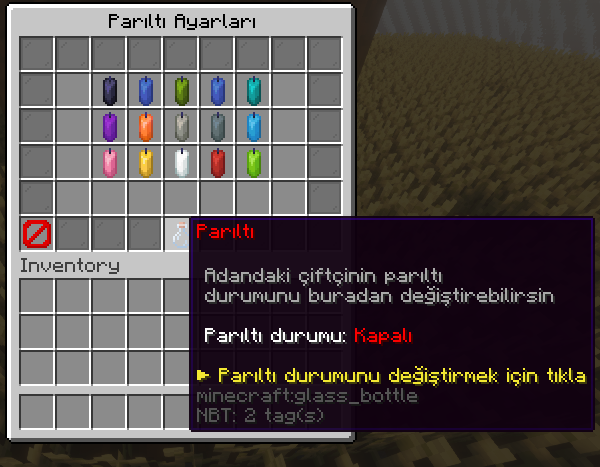 Parıltı Ayarları
Inventory
Parıltı
Adandaki çiftçinin parıltı
durumunu buradan değiştirebilirsin
Parıltı durumu: Kapalı
► Parıltı durumunu değiştirmek için tıkla
minecraft:glass_bottle
NBT: 2 tag(s)